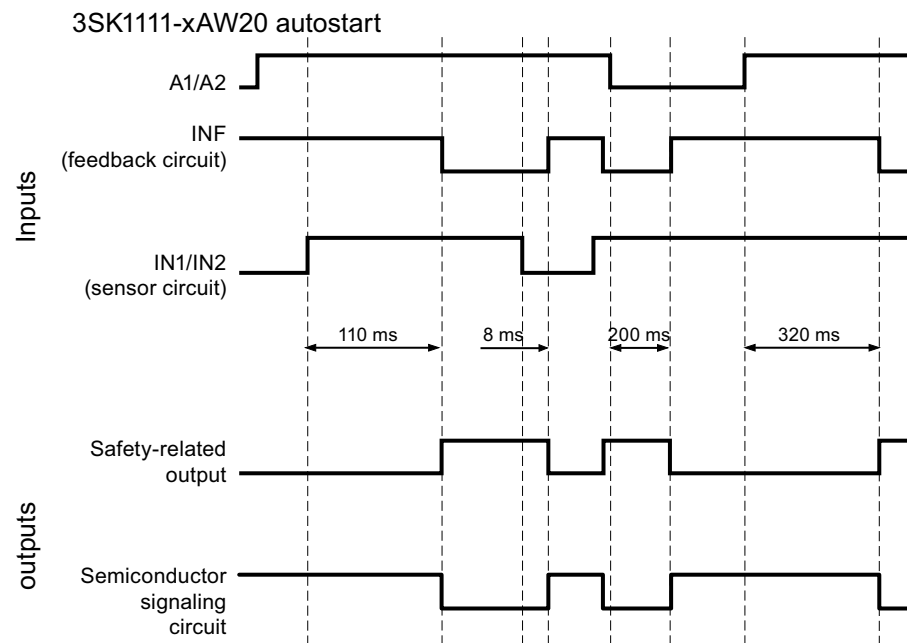 3SK1111-xAW20 autostart
Inputs
A1/A2
INF
(feedback circuit)
IN1/IN2
(sensor circuit)
110 ms
8 ms
200 ms
320 ms
outputs
Safety-related
output
Semiconductor
signaling
circuit